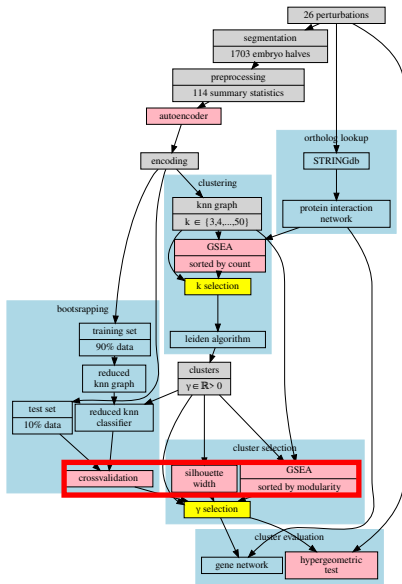 26 perturbations
segmentation
1703 embryo halves
preprocessing
114 summary statistics
autoencoder
ortholog lookup
encoding
STRINGdb
clustering
knn graph
k ∈ {3,4,...,50}
protein interaction
network
GSEA
sorted by count
k selection
bootsrapping
training set
90% data
leiden algorithm
reduced
knn graph
clusters
γ ∈ ℝ> 0
test set
10% data
reduced knn
classifier
cluster selection
crossvalidation
silhouette
width
GSEA
sorted by modularity
γ selection
cluster evaluation
gene network
hypergeometric
test